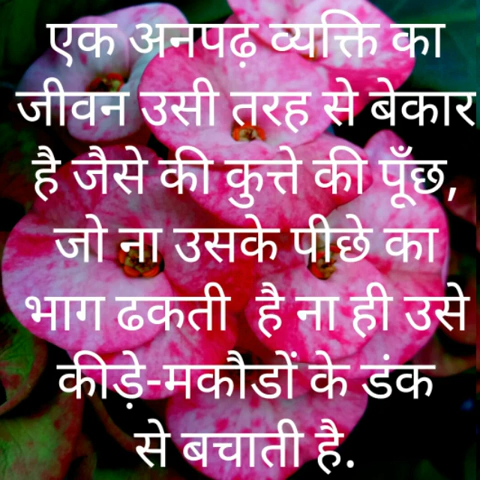 एक अनपढ़ व्यक्ति का
जीवन उसी तरह से बेकार
है जैसे की कुत्ते की पूँछ,
जो ना उसके पीछे का
भाग ढकती है ना ही उसे
कीड़े-मकौडों के डंक
से बचाती है.